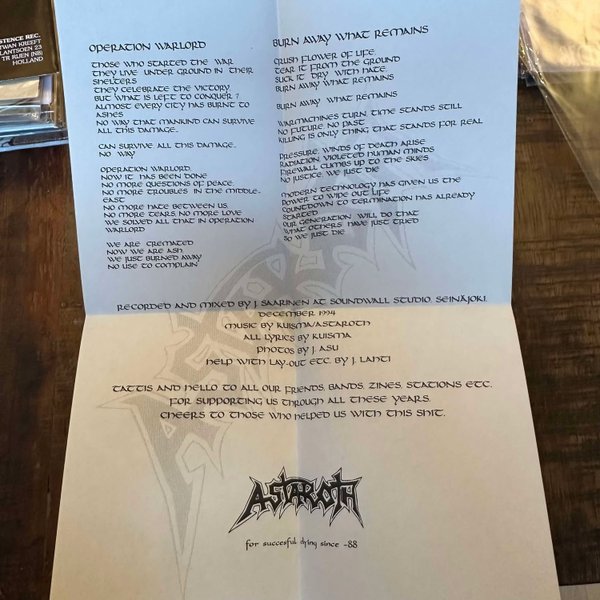 STENCE REC.
TWAN KREEFT
LANTSOEN 23
TR RIJEN (NB)
HOLLAND
OPERATION WARLORD
THOSE WHO STARTED THE WAR
THEY LIVE UNDER GROUND IN THEIR
SHELTERS
THEY CELEBRATE THE VICTORY
BUT WHAT IS LEFT TO CONQUER ?
ALMOST EVERY CITY HAS BURNT TO
ASHES
NO WAY THAT MANKIND CAN SURVIVE
ALL THIS DAMAGE..
CAN SURVIVE ALL THIS DAMAGE..
NO WAY
OPERATION WARLORD
NOW IT HAS BEEN DONE
NO MORE QUESTIONS OF PEACE..
NO MORE TROUBLES IN THE MIDDLE-
EAST
NO MORE HATE BETWEEN US.
NO MORE TEARS, NO MORE LOVE
WE SOLVED ALL THAT IN OPERATION
WARLORD
WE ARE CREMATED
NOW WE ARE ASH
WE JUST BURNED AWAY
NO USE TO COMPLAIN
BURN AWAY WHAT REMAINS
CRUSH FLOWER OF LIFE,
TEAR IT FROM THE GROUND
SUCK IT DRY WITH HATE,
BURN AWAY WHAT REMAINS
BURN AWAY WHAT REMAINS
WARMACHINES TURN, TIME STANDS STILL
NO FUTURE NO PAST
KILLING IS ONLY THING THAT STANDS FOR REAL
PRESSURE, WINDS OF DEATH ARISE
RADIATION VIOLETED HUMAN MINDS
FIREWALL CLIMBS UP TO THE SKIES
NO JUSTICE, WE JUST DIE
MODERN TECHNOLOGY HAS GIVEN US THE
POWER TO WIPE OUT LIFE
COUNTDOWN TO TERMINATION HAS ALREADY
STARTED
OUR GENERATION WILL DO THAT
WHAT OTHERS HAVE JUST TRIED
SO WE JUST DIE
RECORDED AND MIXED BY J. SAARINEN AT SOUNDWALL STUDIO, SEINÄJOKI,
DECEMBER 1994
MUSIC BY KUISMA/ASTAROTH
ALL LYRICS BY KUISMA
PHOTOS BY J. ASU
HELP WITH LAY-OUT ETC. BY J. LAHTI
TATTIS AND HELLO TO ALL OUR FRIENDS, BANDS, ZINES, STATIONS ETC.
FOR SUPPORTING US THROUGH ALL THESE YEARS.
CHEERS TO THOSE WHO HELPED US WITH THIS SHIT.
ASTAROTH
for succesful dying since -88